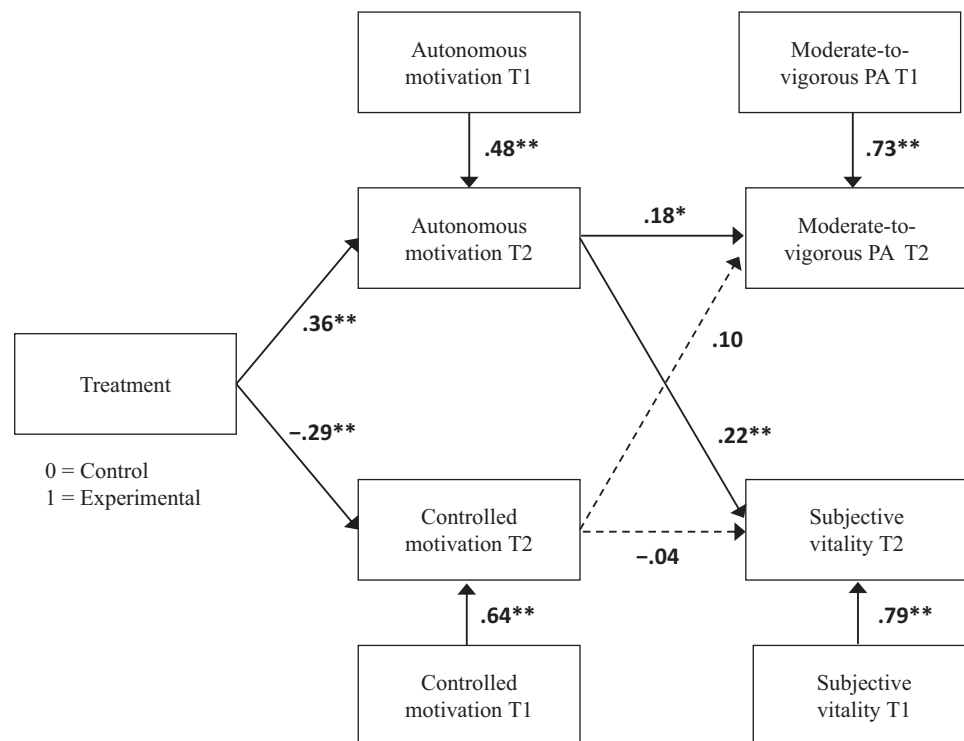 Autonomous
motivation T1
Moderate-to-
vigorous PA T1
.48**
.73**
Autonomous
motivation T2
.18*
Moderate-to-
vigorous PA T2
.36**
.10
Treatment
−.29**
.22**
0 = Control
1 = Experimental
Controlled
motivation T2
−.04
Subjective
vitality T2
.64**
.79**
Controlled
motivation T1
Subjective
vitality T1